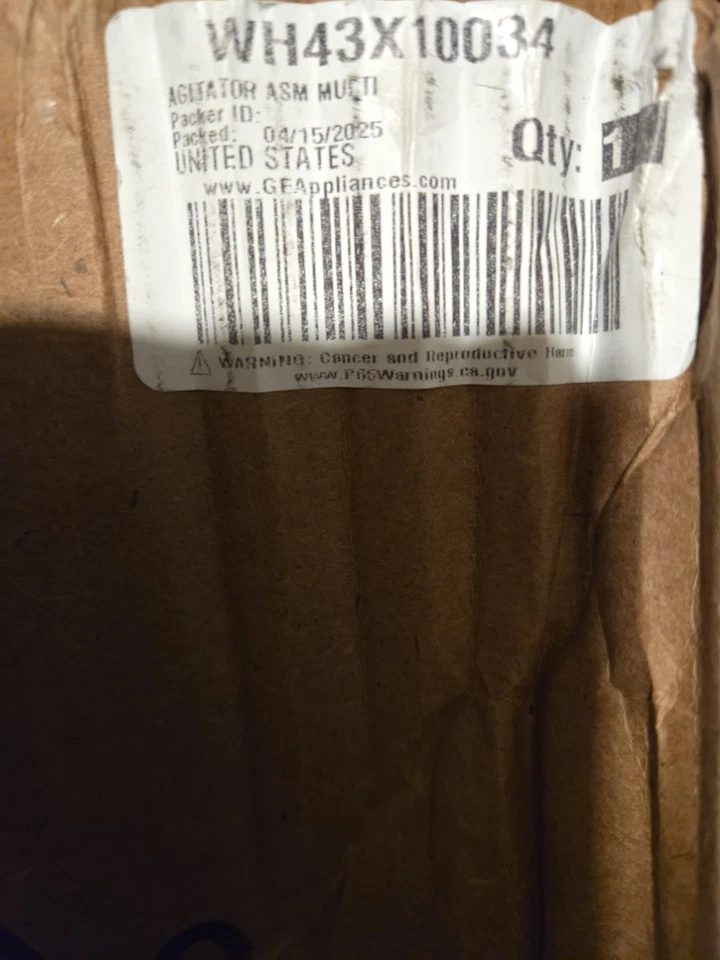 WH43X10034
AGITATOR ASM MULTI
Packer ID:
Packed: 04/15/2025
UNITED STATES
Qty: 1
www.GEAppliances.com
⚠ WARNING: Cancer and Reproductive Harm
www.P65Warnings.ca.gov